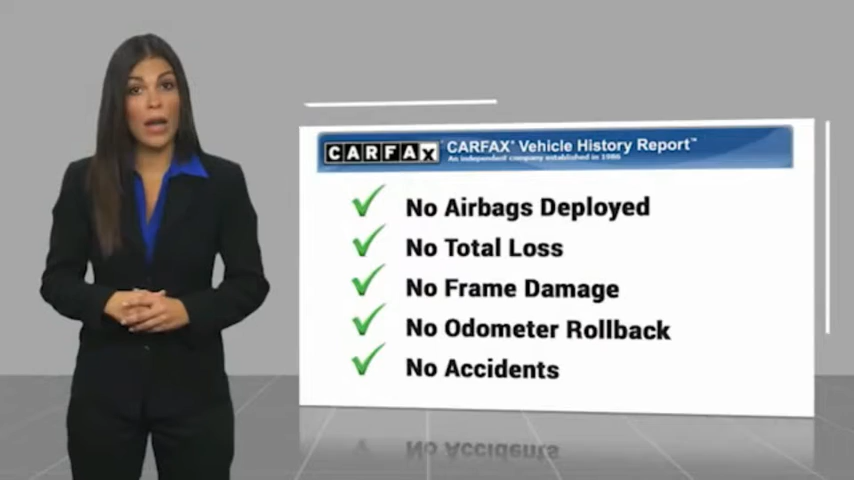 CARFAX CARFAX® Vehicle History Report™
An independent company established in 1986
No Airbags Deployed
No Total Loss
No Frame Damage
No Odometer Rollback
No Accidents